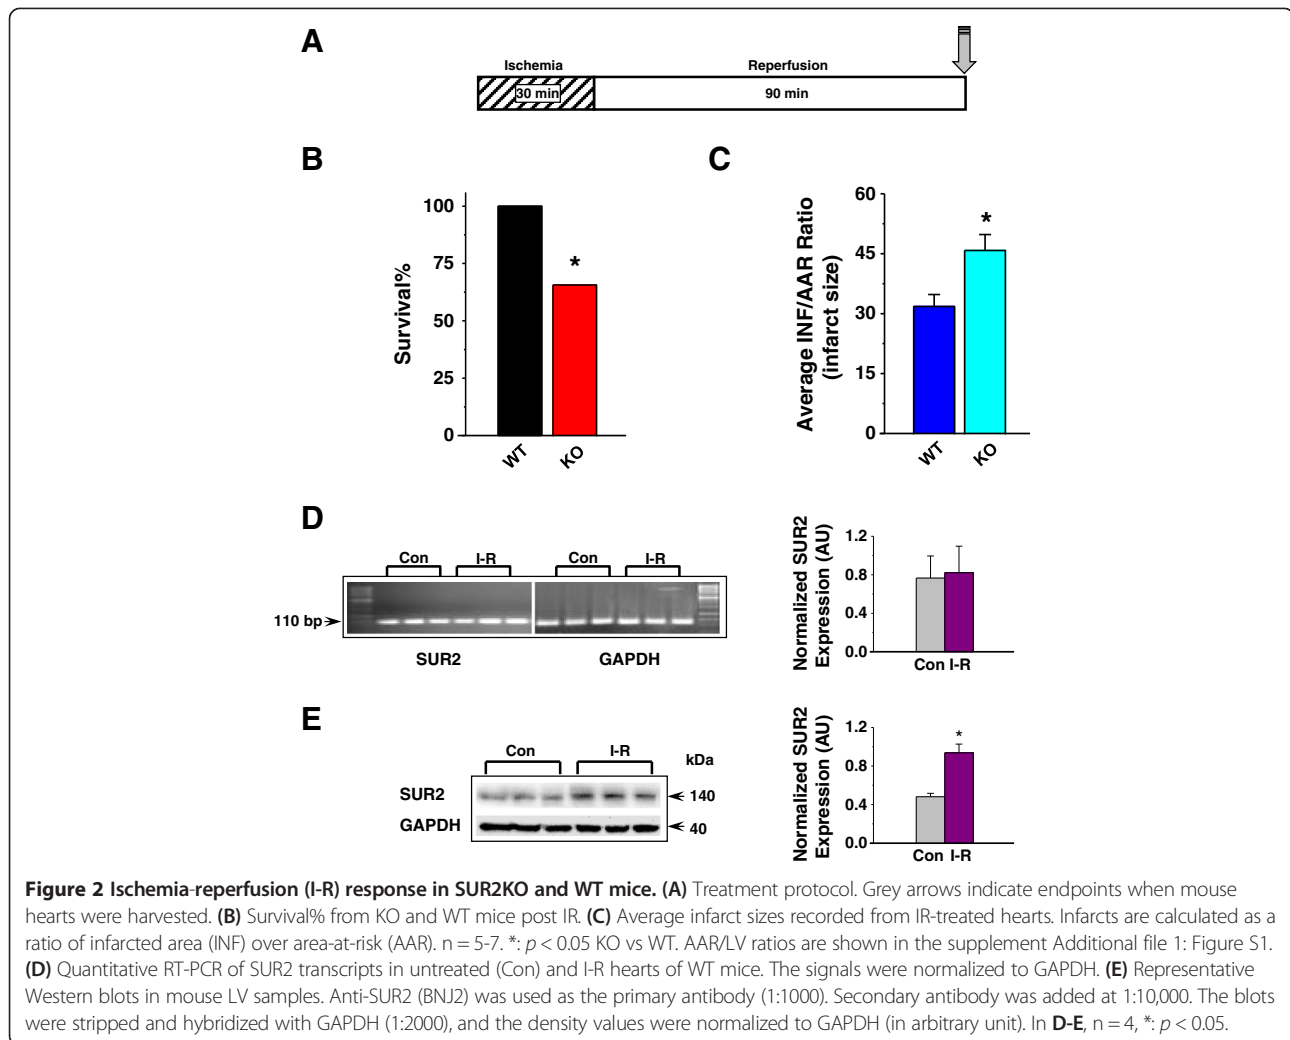 A
Ischemia
Reperfusion
30 min
90 min
B
Survival%
100
75
50
25
0
*
WT
KO
C
Average INF/AAR Ratio
(infarct size)
60
45
30
15
0
*
WT
KO
D
Con
I-R
Con
I-R
110 bp
SUR2
GAPDH
Normalized SUR2
Expression (AU)
1.2
0.8
0.4
0.0
Con I-R
E
Con
I-R
kDa
SUR2
140
GAPDH
40
Normalized SUR2
Expression (AU)
1.2
0.8
0.4
0.0
*
Con I-R
Figure 2 Ischemia-reperfusion (I-R) response in SUR2KO and WT mice. (A) Treatment protocol. Grey arrows indicate endpoints when mouse
hearts were harvested. (B) Survival% from KO and WT mice post IR. (C) Average infarct sizes recorded from IR-treated hearts. Infarcts are calculated as a
ratio of infarcted area (INF) over area-at-risk (AAR). n = 5-7. *: p < 0.05 KO vs WT. AAR/LV ratios are shown in the supplement Additional file 1: Figure S1.
(D) Quantitative RT-PCR of SUR2 transcripts in untreated (Con) and I-R hearts of WT mice. The signals were normalized to GAPDH. (E) Representative
Western blots in mouse LV samples. Anti-SUR2 (BNJ2) was used as the primary antibody (1:1000). Secondary antibody was added at 1:10,000. The blots
were stripped and hybridized with GAPDH (1:2000), and the density values were normalized to GAPDH (in arbitrary unit). In D-E, n = 4, *: p < 0.05.